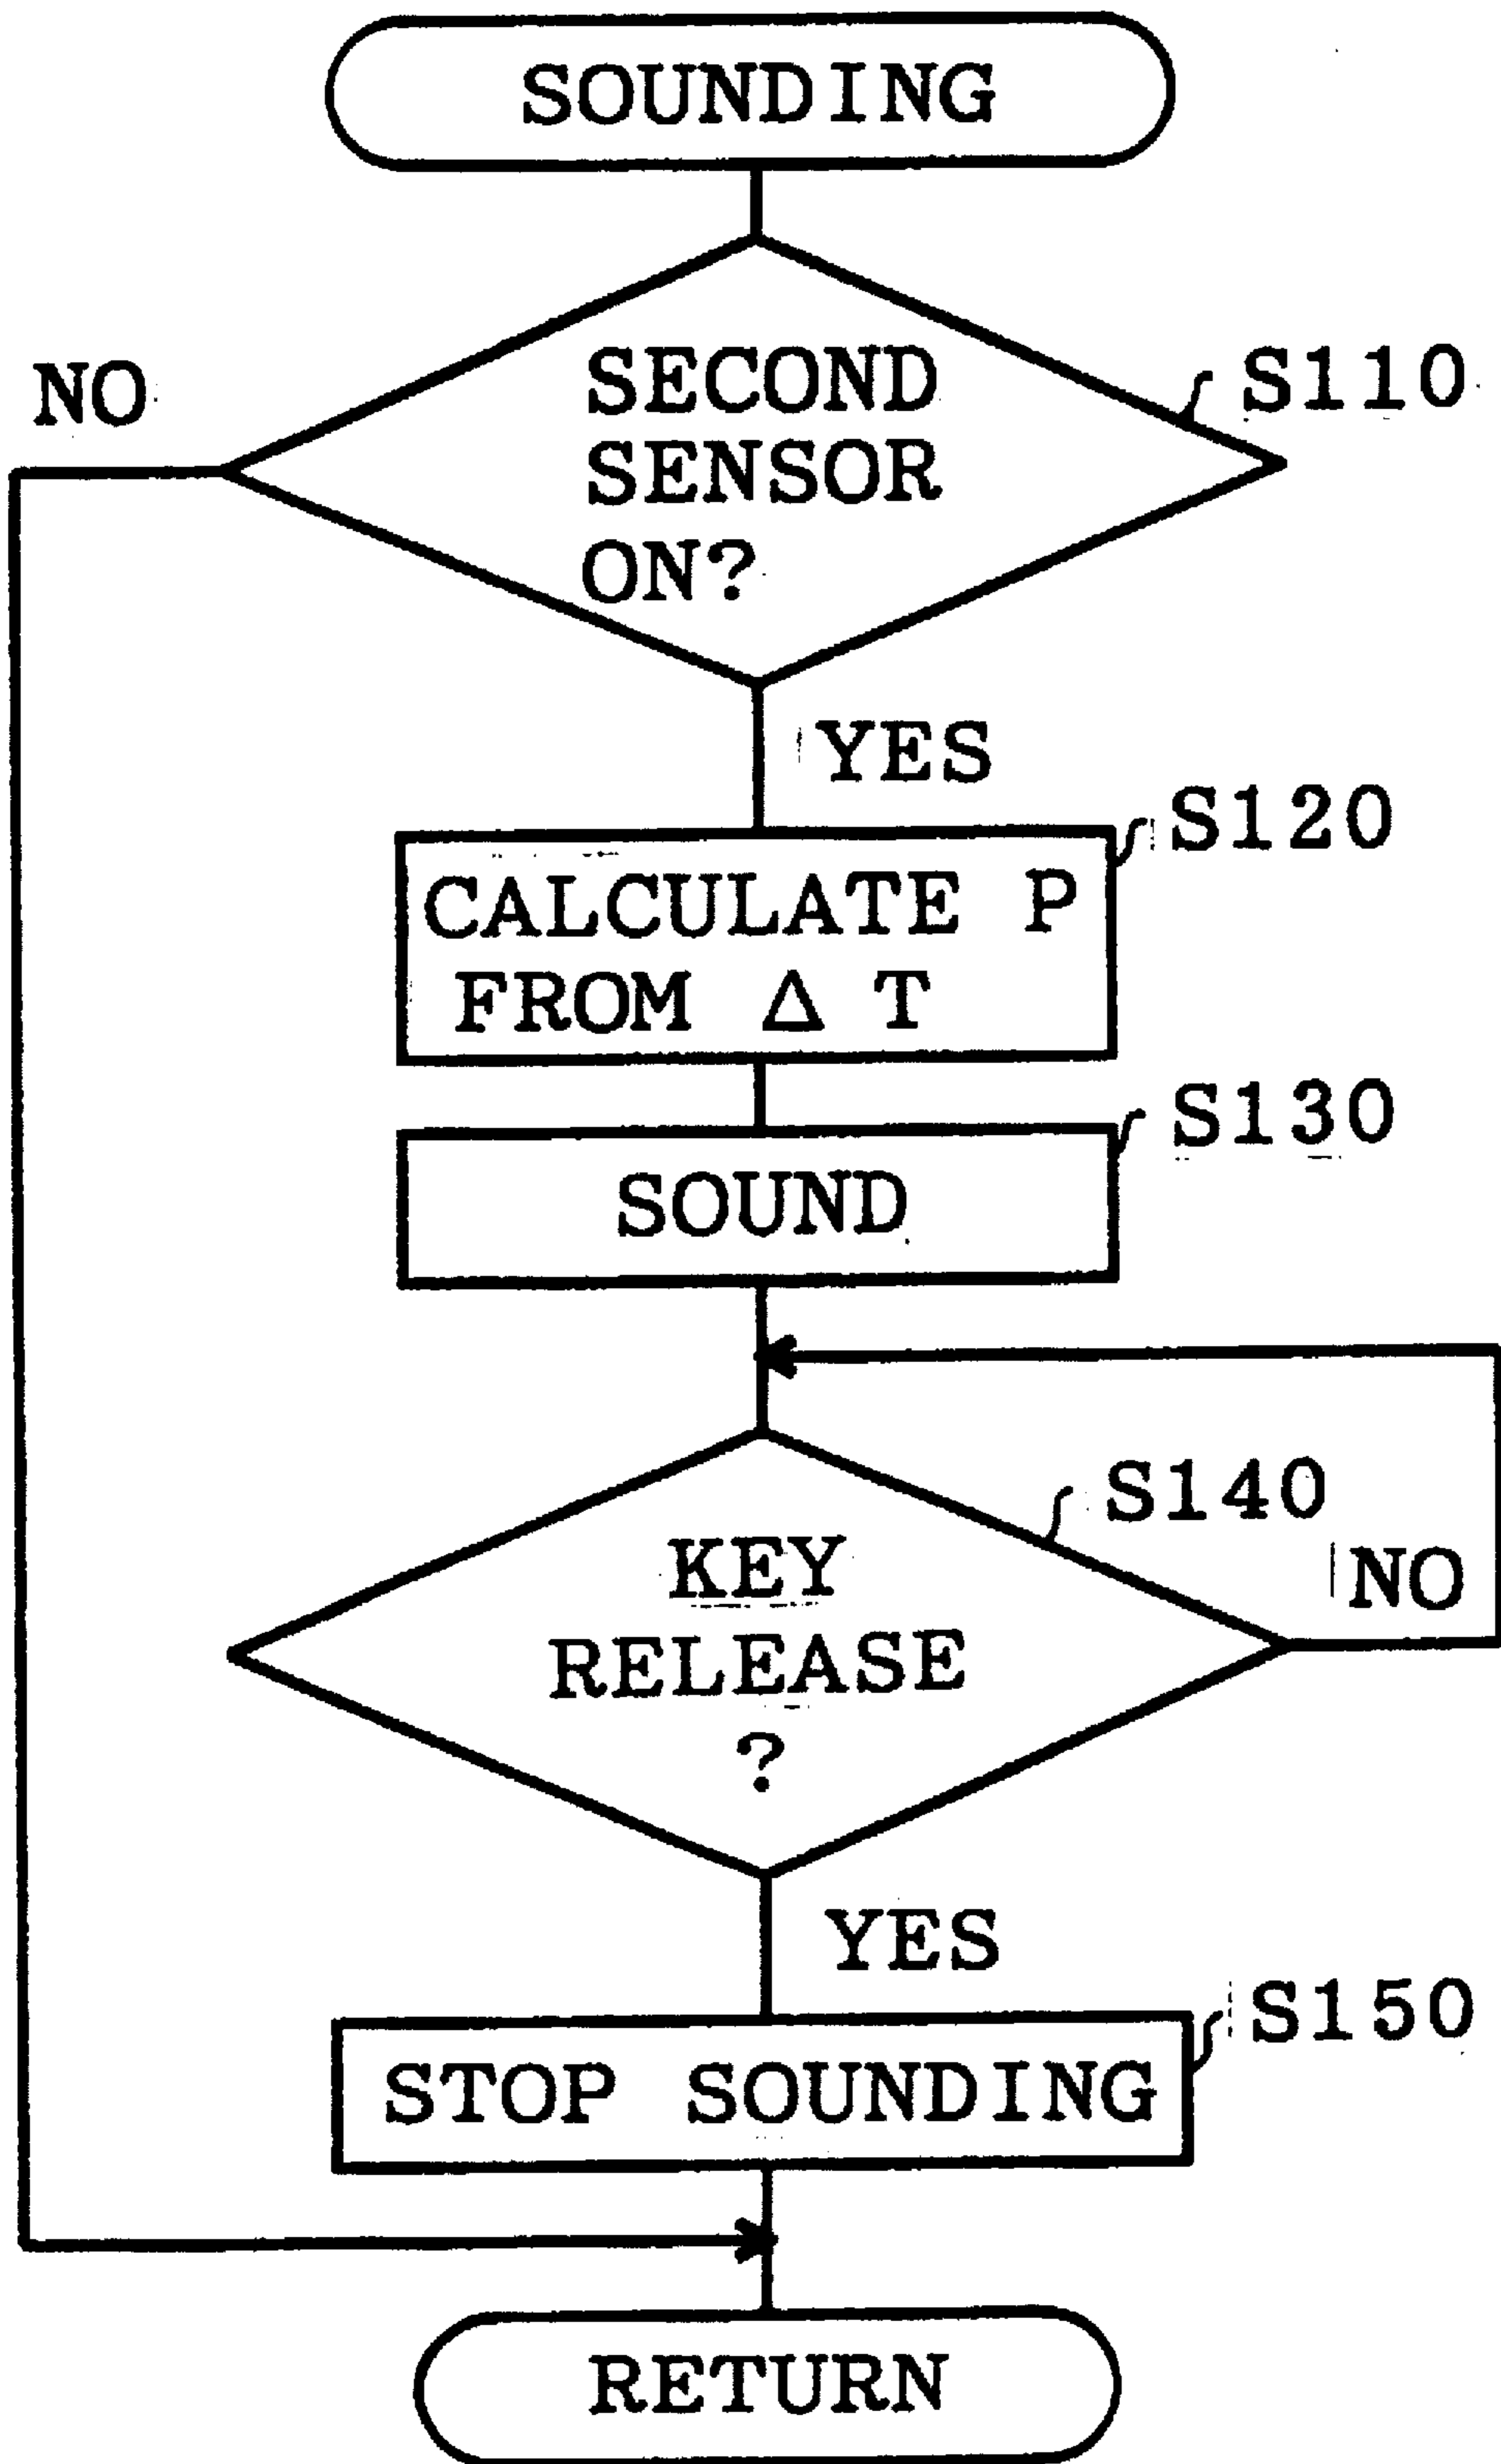 SOUNDING
NO
SECOND
SENSOR
ON?
S110
YES
S120
CALCULATE P
FROM Δ T
S130
SOUND
S140
KEY
RELEASE
?
NO
YES
S150
STOP SOUNDING
RETURN